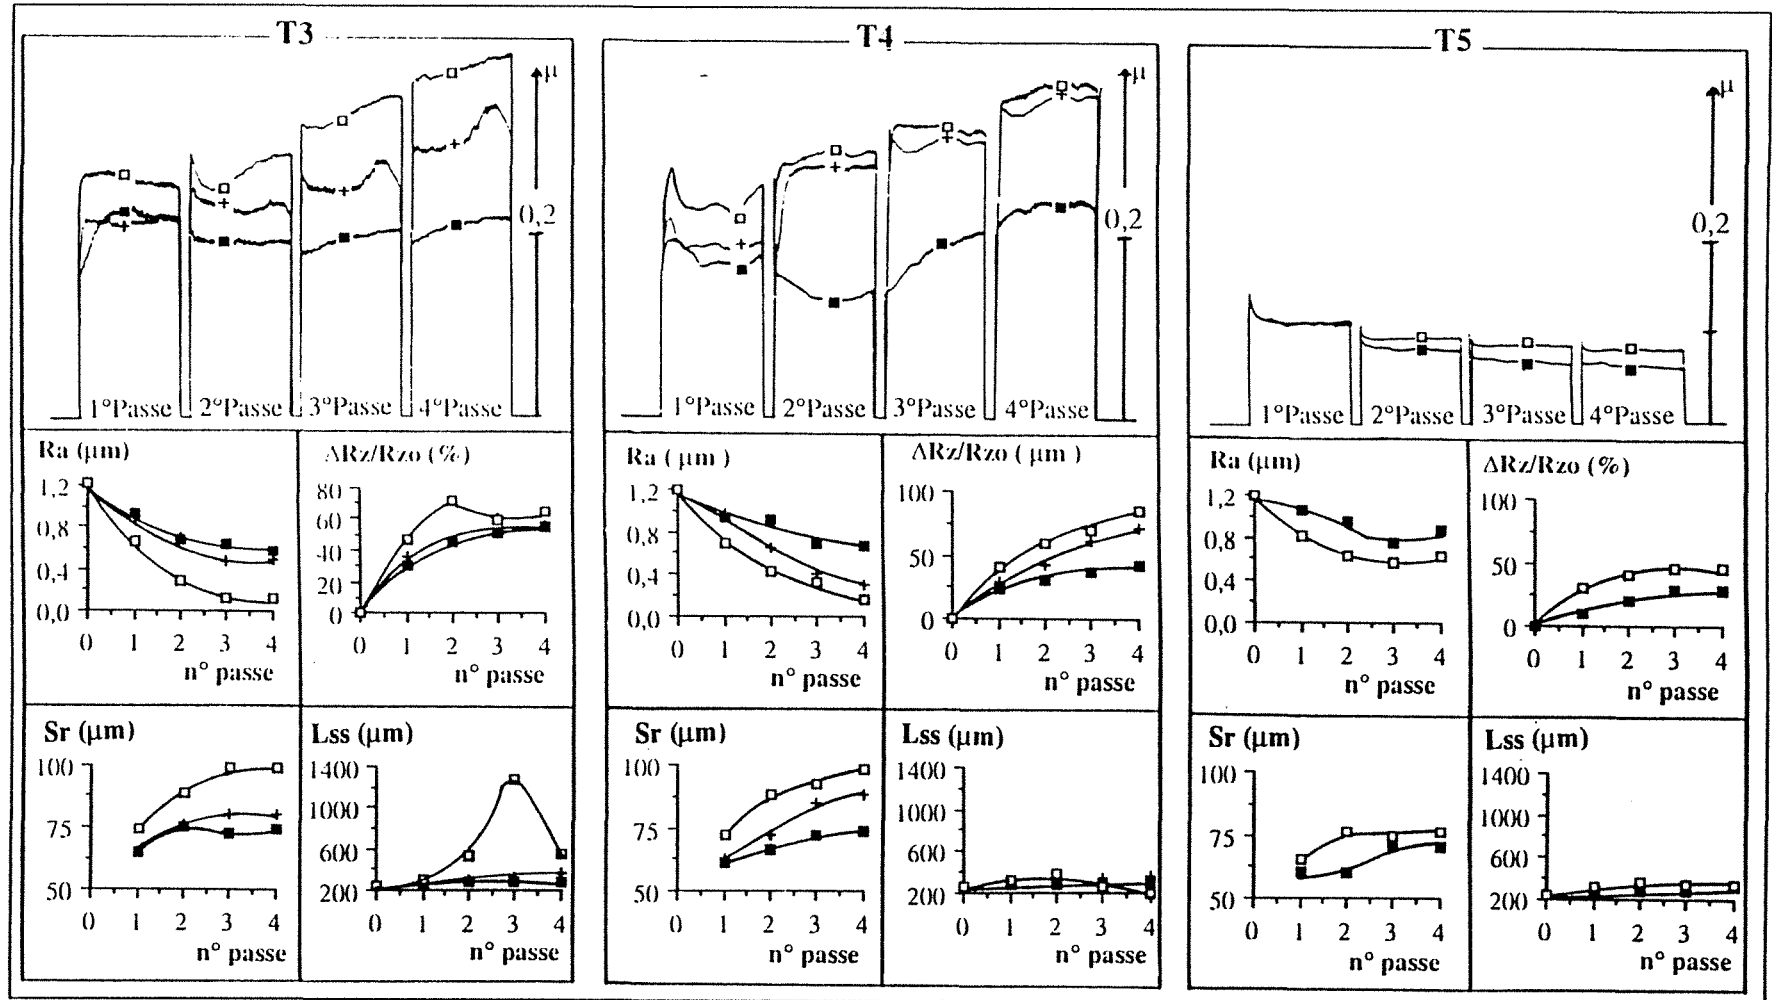 T3
μ
0,2
1°Passe 2°Passe 3°Passe 4°Passe
Ra (μm)
1,2
0,8
0,4
0,0
0 1 2 3 4
n° passe
ΔRz/Rzo (%)
80
60
40
20
0
0 1 2 3 4
n° passe
Sr (μm)
100
75
50
0 1 2 3 4
n° passe
Lss (μm)
1400
1000
600
200
0 1 2 3 4
n° passe
T4
μ
0,2
1°Passe 2°Passe 3°Passe 4°Passe
Ra ( μm )
1,2
0,8
0,4
0,0
0 1 2 3 4
n° passe
ΔRz/Rzo ( μm )
100
50
0
0 1 2 3 4
n° passe
Sr (μm)
100
75
50
0 1 2 3 4
n° passe
Lss (μm)
1400
1000
600
200
0 1 2 3 4
n° passe
T5
μ
0,2
1°Passe 2°Passe 3°Passe 4°Passe
Ra (μm)
1,2
0,8
0,4
0,0
0 1 2 3 4
n° passe
ΔRz/Rzo (%)
100
50
0
0 1 2 3 4
n° passe
Sr (μm)
100
75
50
0 1 2 3 4
n° passe
Lss (μm)
1400
1000
600
200
0 1 2 3 4
n° passe